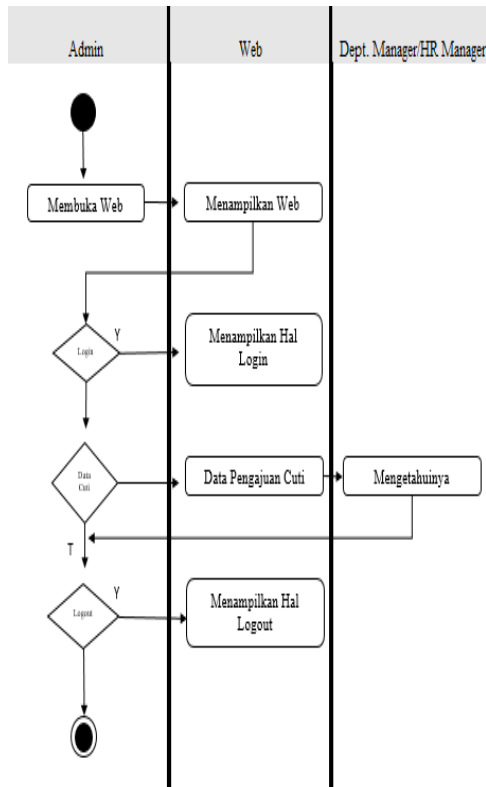 Admin
Web
Dept. Manager/HR Manager
Membuka Web
Menampilkan Web
Login
Y
Menampilkan Hal
Login
Data
Cuti
Data Pengajuan Cuti
Mengetahuinya
T
Logout
Y
Menampilkan Hal
Logout